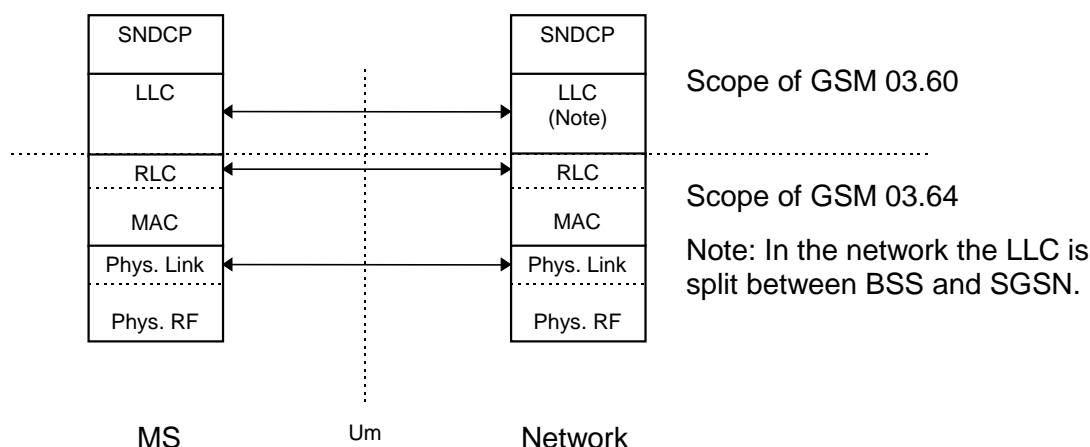 SNDCP
LLC
RLC
MAC
Phys. Link
Phys. RF
MS
Um
SNDCP
LLC
(Note)
RLC
MAC
Phys. Link
Phys. RF
Network
Scope of GSM 03.60
Scope of GSM 03.64
Note: In the network the LLC is
split between BSS and SGSN.